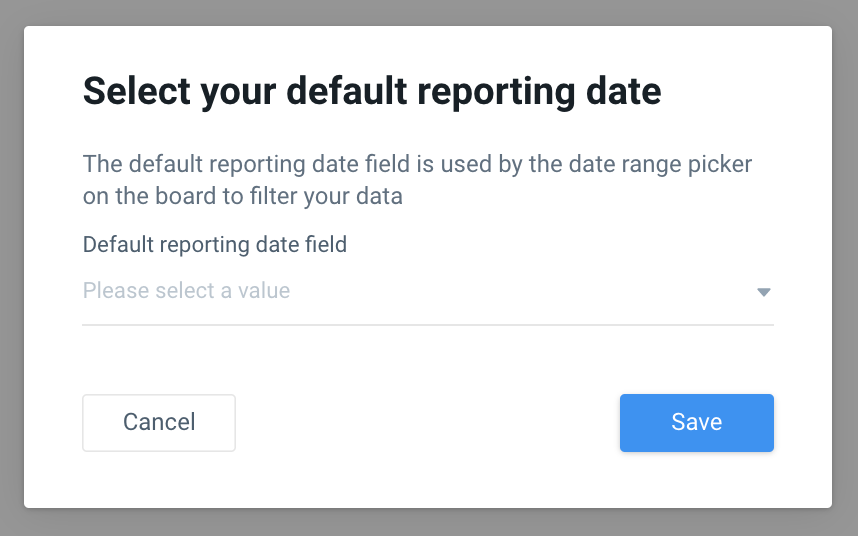 Select your default reporting date
The default reporting date field is used by the date range picker
on the board to filter your data
Default reporting date field
Please select a value
Cancel
Save